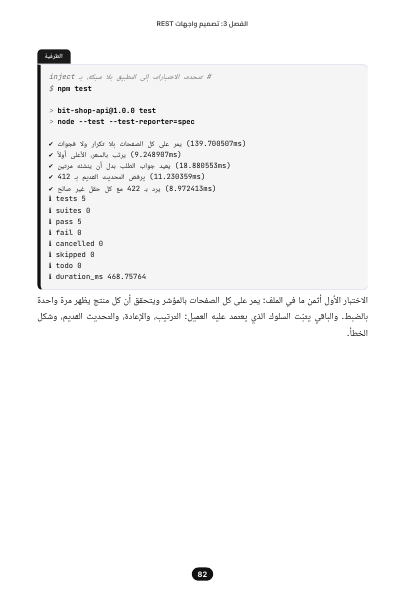 الفصل 3: تصميم واجهات REST
الطرفية
# تتحدث الاختبارات إلى التطبيق بلا شبكة، بـ inject
$ npm test
> bit-shop-api@1.0.0 test
> node --test --test-reporter=spec
✔ يمر على كل الصفحات بلا تكرار ولا فجوات (139.700507ms)
✔ يرتب بالسعر، الأعلى أولاً (9.248907ms)
✔ يعيد جواب الطلب بدل أن ينشئه مرتين (18.880553ms)
✔ يرفض التحديث القديم بـ 412 (11.230359ms)
✔ يرد بـ 422 مع كل حقل غير صالح (8.972413ms)
ℹ tests 5
ℹ suites 0
ℹ pass 5
ℹ fail 0
ℹ cancelled 0
ℹ skipped 0
ℹ todo 0
ℹ duration_ms 468.75764
الاختبار الأول أثمن ما في الملف: يمر على كل الصفحات بالمؤشر ويتحقق أن كل منتج يظهر مرة واحدة
بالضبط. والباقي يثبّت السلوك الذي يعتمد عليه العميل: الترتيب، والإعادة، والتحديث القديم، وشكل
الخطأ.
82